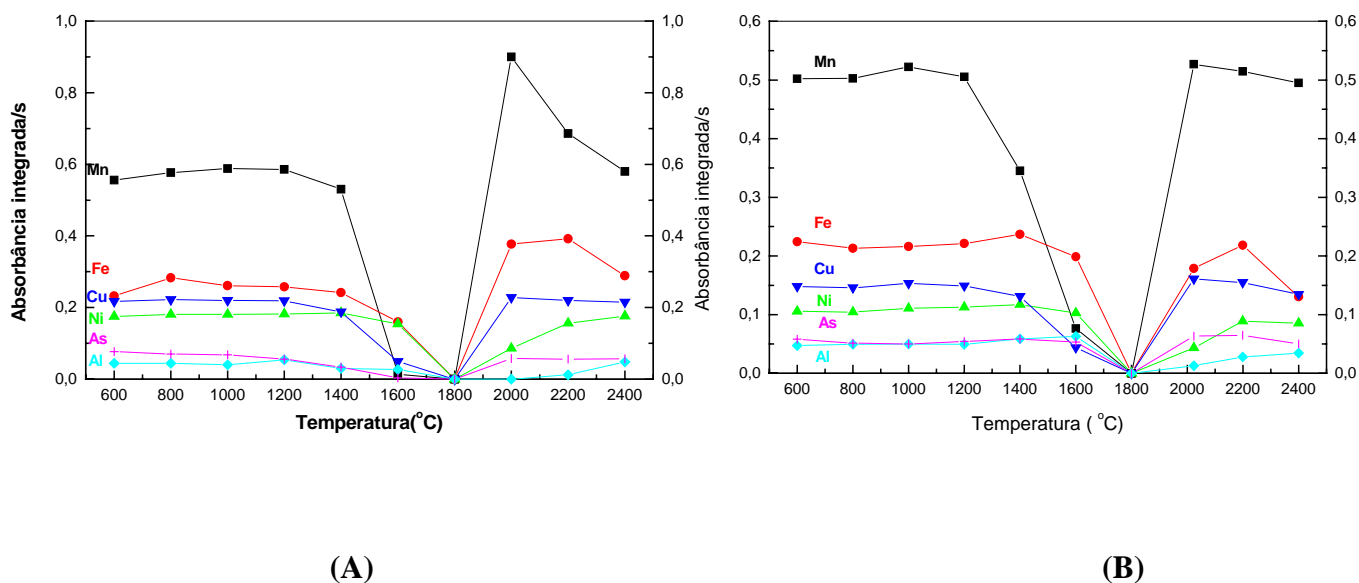 1,0
0,8
0,6
0,4
0,2
0,0
Absorbância integrada/s
Mn
Fe
Cu
Ni
As
Al
1,0
0,8
0,6
0,4
0,2
0,0
600 800 1000 1200 1400 1600 1800 2000 2200 2400
Temperatura(°C)
(A)
0,6
0,5
0,4
0,3
0,2
0,1
0,0
Absorbância integrada/s
Mn
Fe
Cu
Ni
As
Al
0,6
0,5
0,4
0,3
0,2
0,1
0,0
600 800 1000 1200 1400 1600 1800 2000 2200 2400
Temperatura ( °C)
(B)